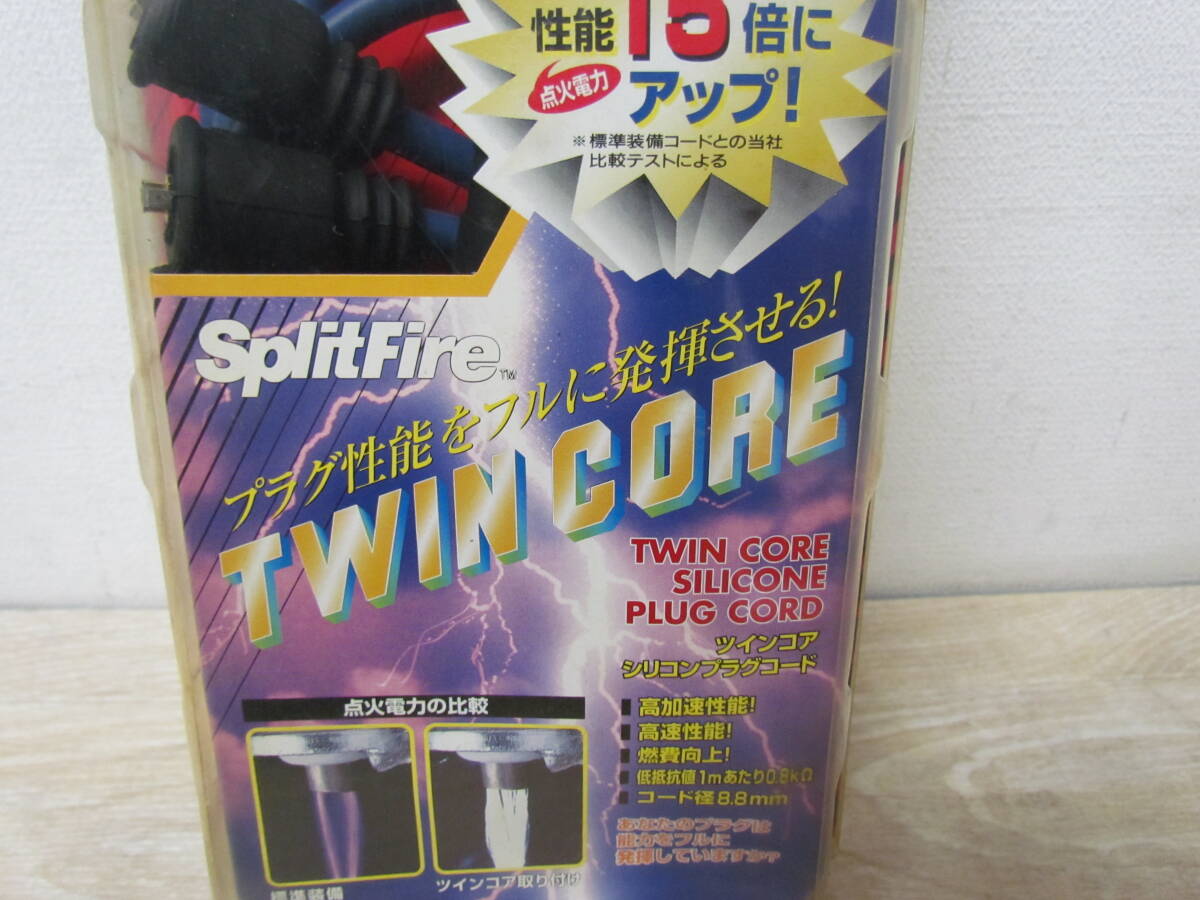 性能15倍に
点火電力
アップ!
※標準装備コードとの当社
比較テストによる
SplitFire™
プラグ性能をフルに発揮させる!
TWIN CORE
TWIN CORE
SILICONE
PLUG CORD
ツインコア
シリコンプラグコード
点火電力の比較
標準装備
ツインコア取り付け
■高加速性能!
■高速性能!
■燃費向上!
■低抵抗値1mあたり0.8kΩ
■コード径8.8mm
あなたのプラグは
能力をフルに
発揮していますか?